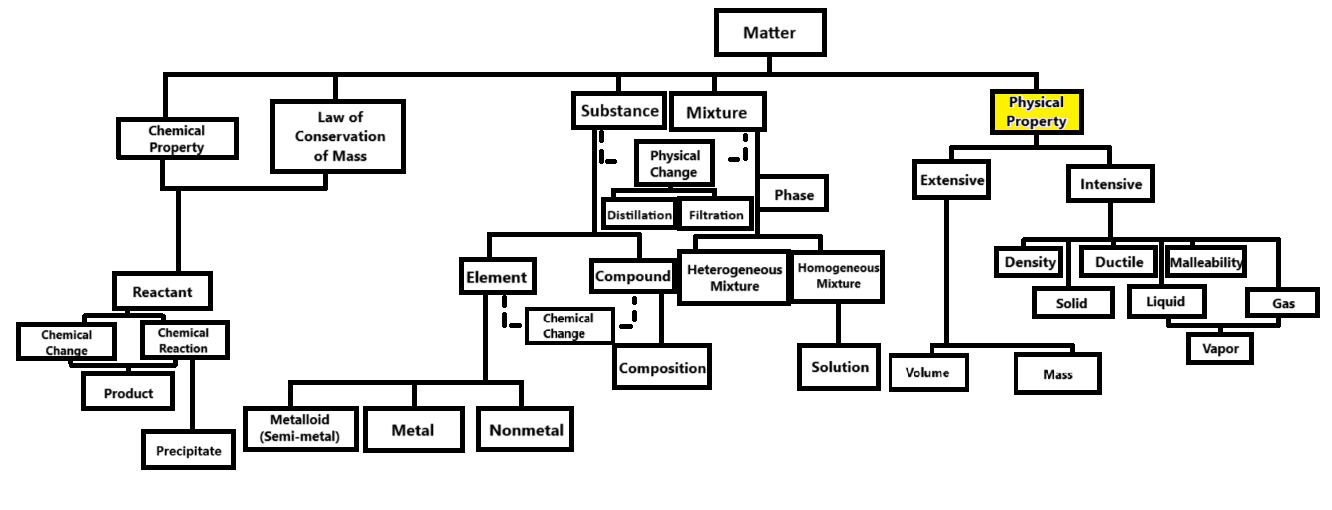 Matter
Substance
Mixture
Physical
Property
Law of
Conservation
of Mass
Chemical
Property
Physical
Change
Extensive
Intensive
Phase
Distillation
Filtration
Element
Compound
Heterogeneous
Mixture
Homogeneous
Mixture
Density
Ductile
Malleability
Reactant
Solid
Liquid
Gas
Chemical
Change
Chemical
Reaction
Chemical
Change
Vapor
Composition
Solution
Volume
Mass
Product
Metalloid
(Semi-metal)
Metal
Nonmetal
Precipitate